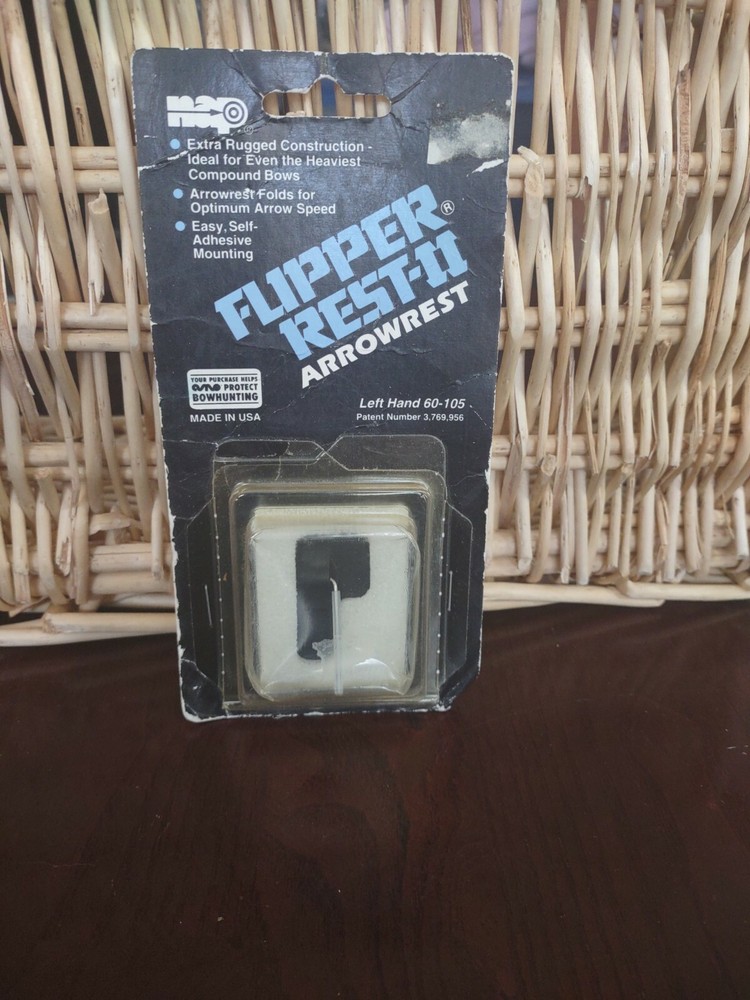 nap
®
• Extra Rugged Construction -
Ideal for Even the Heaviest
Compound Bows
• Arrowrest Folds for
Optimum Arrow Speed
• Easy, Self-
Adhesive
Mounting
FLIPPER®
REST-II
ARROWREST
YOUR PURCHASE HELPS
PROTECT
BOWHUNTING
MADE IN USA
Left Hand 60-105
Patent Number 3,769,956